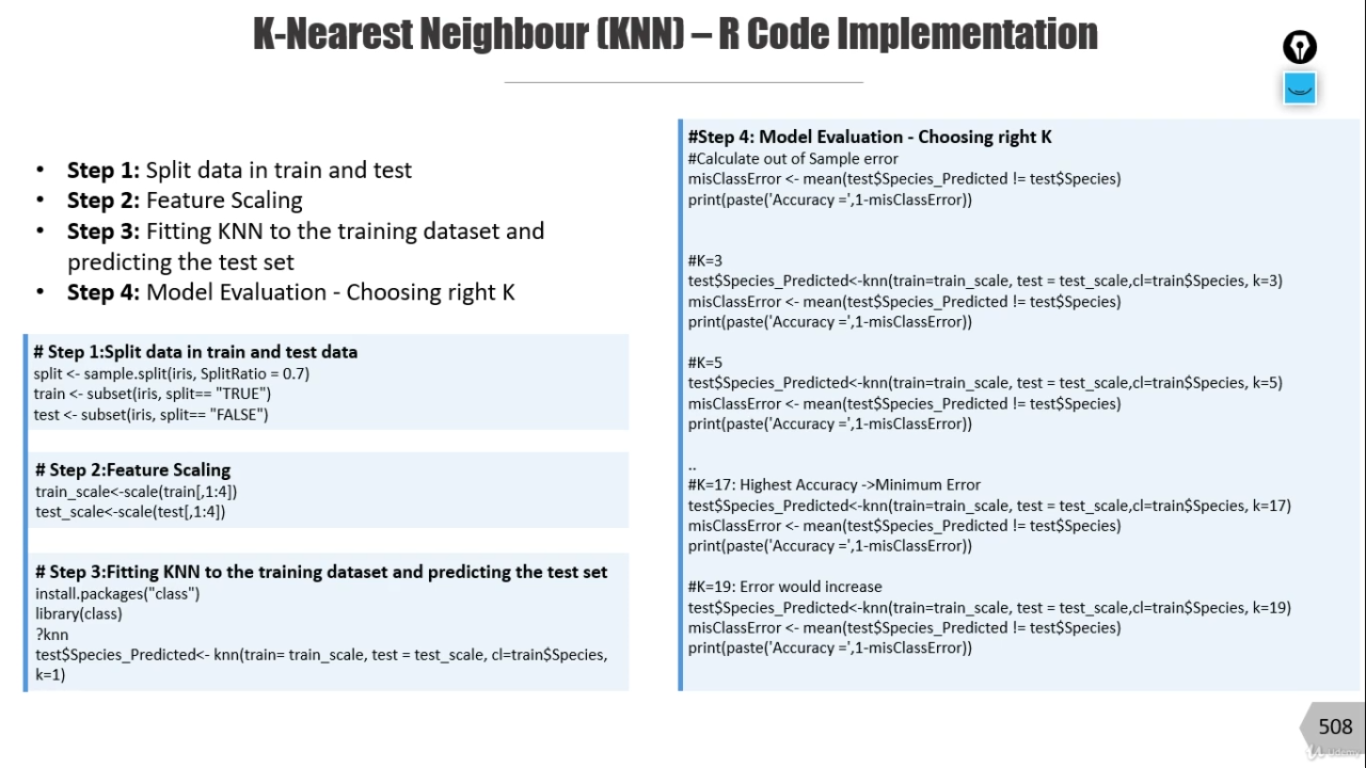 K-Nearest Neighbour (KNN) – R Code Implementation
• Step 1: Split data in train and test
• Step 2: Feature Scaling
• Step 3: Fitting KNN to the training dataset and
predicting the test set
• Step 4: Model Evaluation - Choosing right K
# Step 1:Split data in train and test data
split <- sample.split(iris, SplitRatio = 0.7)
train <- subset(iris, split== "TRUE")
test <- subset(iris, split== "FALSE")
# Step 2:Feature Scaling
train_scale<-scale(train[,1:4])
test_scale<-scale(test[,1:4])
# Step 3:Fitting KNN to the training dataset and predicting the test set
install.packages("class")
library(class)
?knn
test$Species_Predicted<- knn(train= train_scale, test = test_scale, cl=train$Species,
k=1)
#Step 4: Model Evaluation - Choosing right K
#Calculate out of Sample error
misClassError <- mean(test$Species_Predicted != test$Species)
print(paste('Accuracy =',1-misClassError))
#K=3
test$Species_Predicted<-knn(train=train_scale, test = test_scale,cl=train$Species, k=3)
misClassError <- mean(test$Species_Predicted != test$Species)
print(paste('Accuracy =',1-misClassError))
#K=5
test$Species_Predicted<-knn(train=train_scale, test = test_scale,cl=train$Species, k=5)
misClassError <- mean(test$Species_Predicted != test$Species)
print(paste('Accuracy =',1-misClassError))
..
#K=17: Highest Accuracy ->Minimum Error
test$Species_Predicted<-knn(train=train_scale, test = test_scale,cl=train$Species, k=17)
misClassError <- mean(test$Species_Predicted != test$Species)
print(paste('Accuracy =',1-misClassError))
#K=19: Error would increase
test$Species_Predicted<-knn(train=train_scale, test = test_scale,cl=train$Species, k=19)
misClassError <- mean(test$Species_Predicted != test$Species)
print(paste('Accuracy =',1-misClassError))
508
Udemy